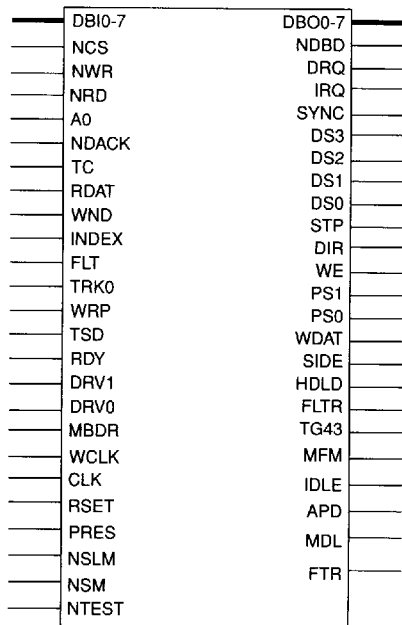 DBI0-7
NCS
NWR
NRD
A0
NDACK
TC
RDAT
WND
INDEX
FLT
TRK0
WRP
TSD
RDY
DRV1
DRV0
MBDR
WCLK
CLK
RSET
PRES
NSLM
NSM
NTEST
DBO0-7
NDBD
DRQ
IRQ
SYNC
DS3
DS2
DS1
DS0
STP
DIR
WE
PS1
PS0
WDAT
SIDE
HDLD
FLTR
TG43
MFM
IDLE
APD
MDL
FTR